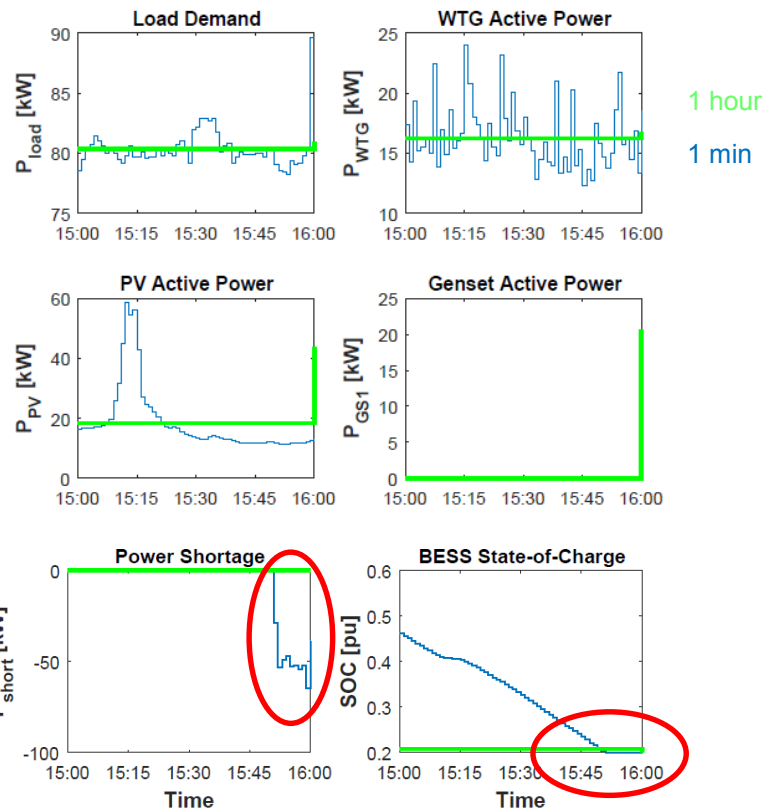 Load Demand
P_load [kW]
90
85
80
75
15:00 15:15 15:30 15:45 16:00
WTG Active Power
P_WTG [kW]
25
20
15
10
15:00 15:15 15:30 15:45 16:00
1 hour
1 min
PV Active Power
P_PV [kW]
60
40
20
0
15:00 15:15 15:30 15:45 16:00
Genset Active Power
P_GS1 [kW]
25
20
15
10
5
0
15:00 15:15 15:30 15:45 16:00
Power Shortage
short [kW]
0
-50
-100
15:00 15:15 15:30 15:45 16:00
Time
BESS State-of-Charge
SOC [pu]
0.6
0.5
0.4
0.3
0.2
15:00 15:15 15:30 15:45 16:00
Time